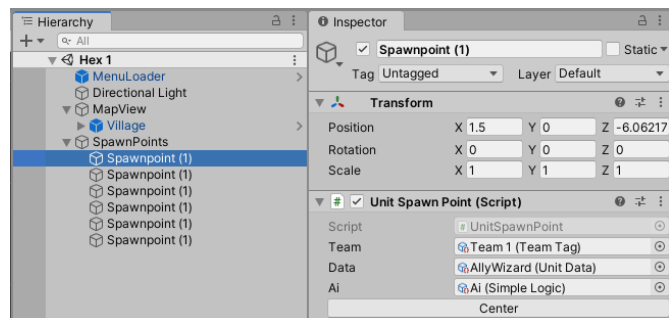 Hierarchy
All
Hex 1
MenuLoader
Directional Light
MapView
Village
SpawnPoints
Spawnpoint (1)
Spawnpoint (1)
Spawnpoint (1)
Spawnpoint (1)
Spawnpoint (1)
Spawnpoint (1)
Inspector
Spawnpoint (1) Static
Tag Untagged Layer Default
Transform
Position X 1.5 Y 0 Z -6.06217
Rotation X 0 Y 0 Z 0
Scale X 1 Y 1 Z 1
# Unit Spawn Point (Script)
Script # UnitSpawnPoint
Team Team 1 (Team Tag)
Data AllyWizard (Unit Data)
Ai Ai (Simple Logic)
Center